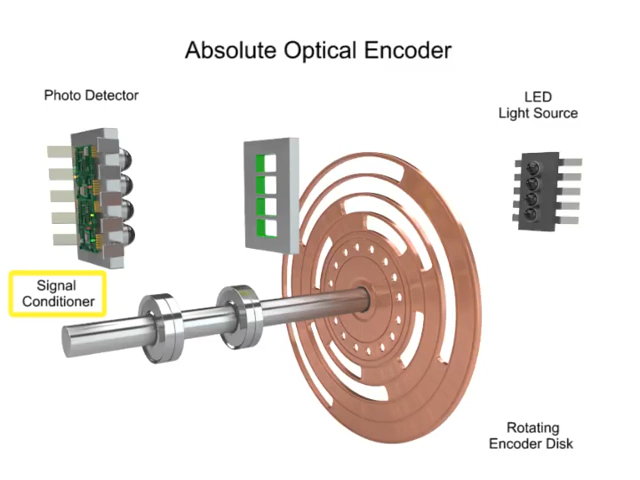 Absolute Optical Encoder
Photo Detector
LED
Light Source
Signal
Conditioner
Rotating
Encoder Disk